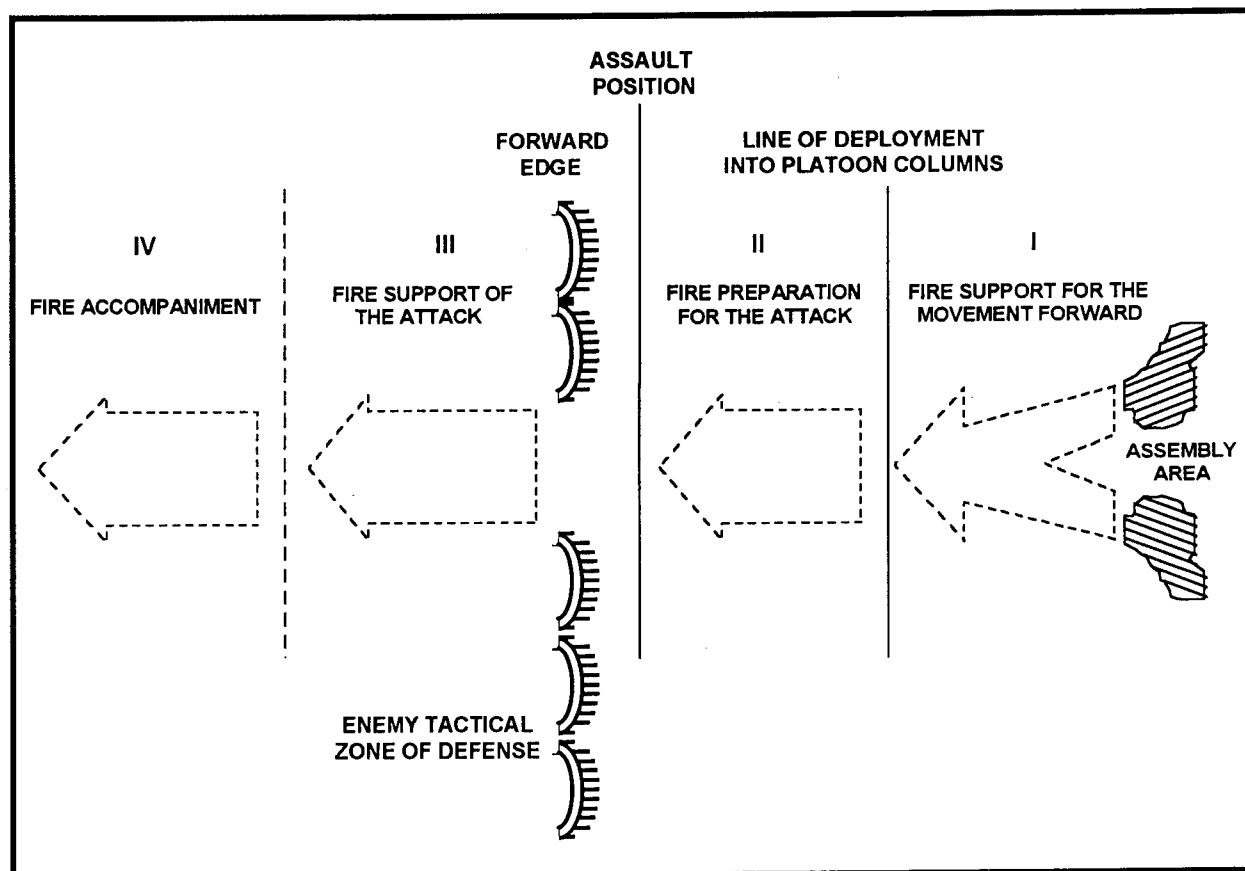 ASSAULT
POSITION
FORWARD
EDGE
LINE OF DEPLOYMENT
INTO PLATOON COLUMNS
IV
FIRE ACCOMPANIMENT
III
FIRE SUPPORT OF
THE ATTACK
II
FIRE PREPARATION
FOR THE ATTACK
I
FIRE SUPPORT FOR THE
MOVEMENT FORWARD
ASSEMBLY
AREA
ENEMY TACTICAL
ZONE OF DEFENSE